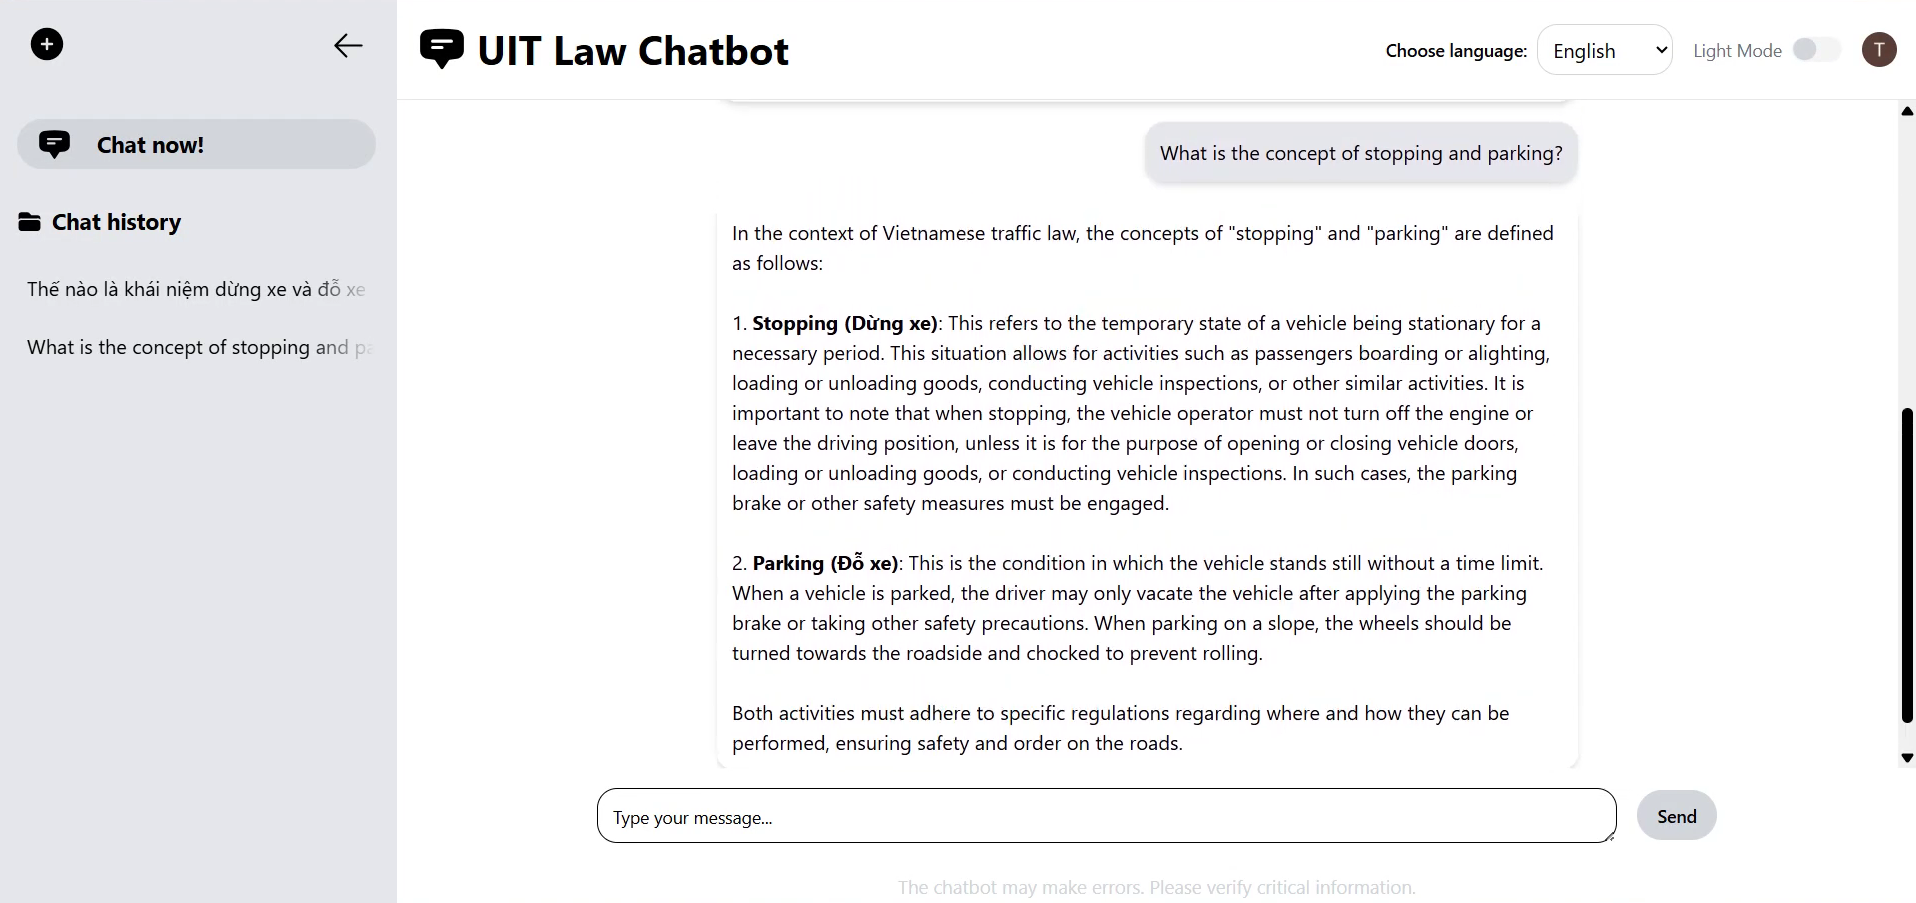 UIT Law Chatbot
Choose language:
English
Light Mode
T
Chat now!
Chat history
Thế nào là khái niệm dừng xe và đỗ xe
What is the concept of stopping and pa
What is the concept of stopping and parking?
In the context of Vietnamese traffic law, the concepts of "stopping" and "parking" are defined
as follows:
1. Stopping (Dừng xe): This refers to the temporary state of a vehicle being stationary for a
necessary period. This situation allows for activities such as passengers boarding or alighting,
loading or unloading goods, conducting vehicle inspections, or other similar activities. It is
important to note that when stopping, the vehicle operator must not turn off the engine or
leave the driving position, unless it is for the purpose of opening or closing vehicle doors,
loading or unloading goods, or conducting vehicle inspections. In such cases, the parking
brake or other safety measures must be engaged.
2. Parking (Đỗ xe): This is the condition in which the vehicle stands still without a time limit.
When a vehicle is parked, the driver may only vacate the vehicle after applying the parking
brake or taking other safety precautions. When parking on a slope, the wheels should be
turned towards the roadside and chocked to prevent rolling.
Both activities must adhere to specific regulations regarding where and how they can be
performed, ensuring safety and order on the roads.
Type your message...
Send
The chatbot may make errors. Please verify critical information.